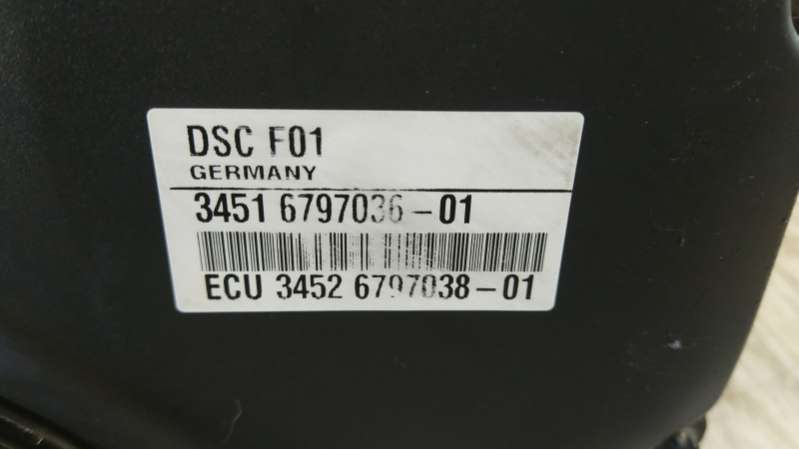 DSC F01
GERMANY
3451 6797036-01
ECU 3452 6797038-01